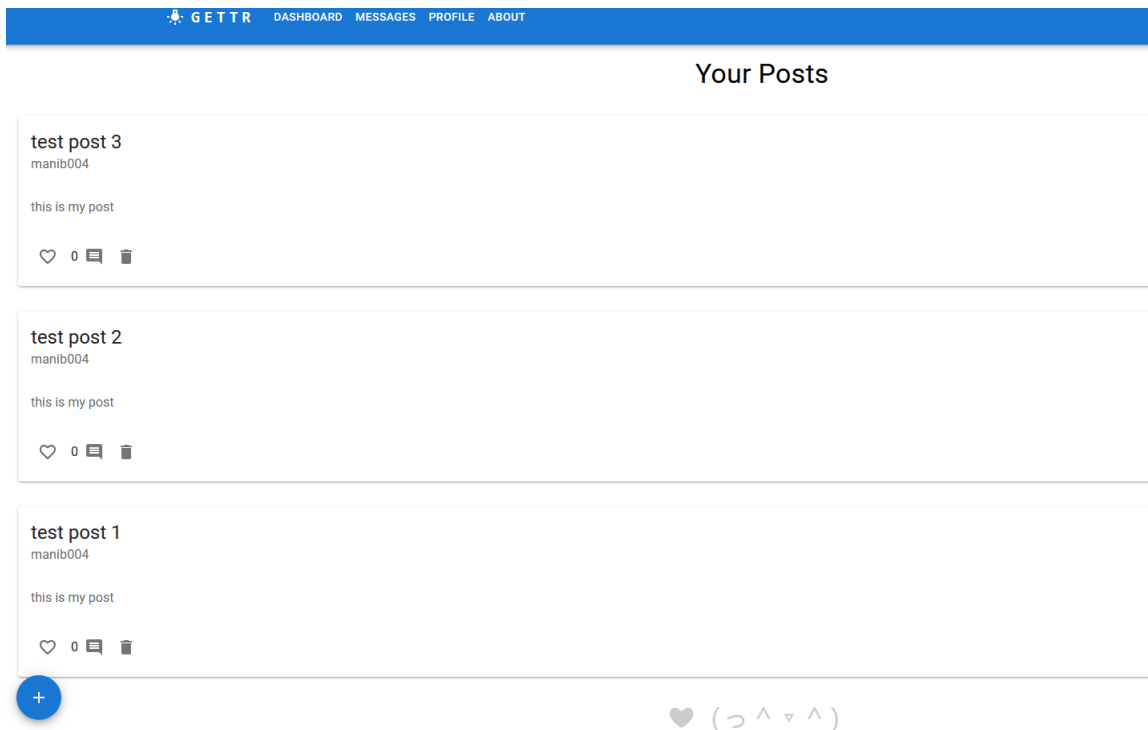 GETTR DASHBOARD MESSAGES PROFILE ABOUT
Your Posts
test post 3
manib004
this is my post
0
test post 2
manib004
this is my post
0
test post 1
manib004
this is my post
0
+
(っ^▿^)